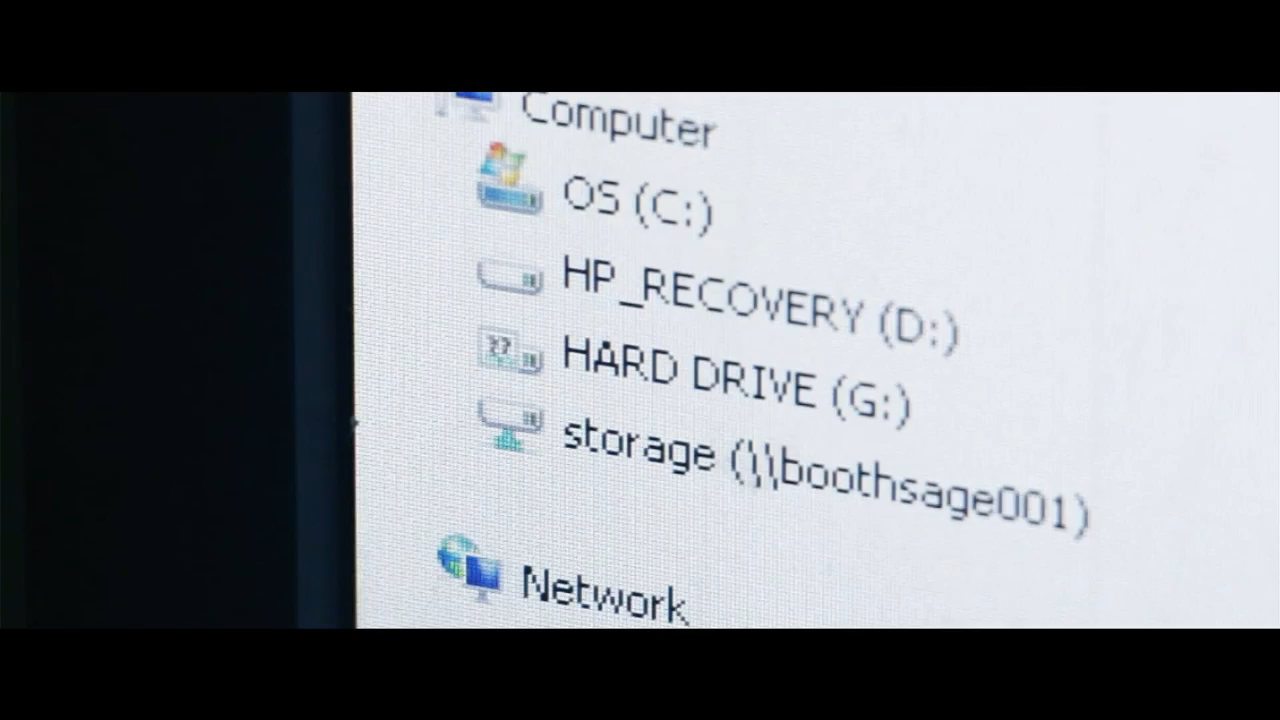 Computer
OS (C:)
HP_RECOVERY (D:)
??
HARD DRIVE (G:)
storage (\\boothsage001)
Network